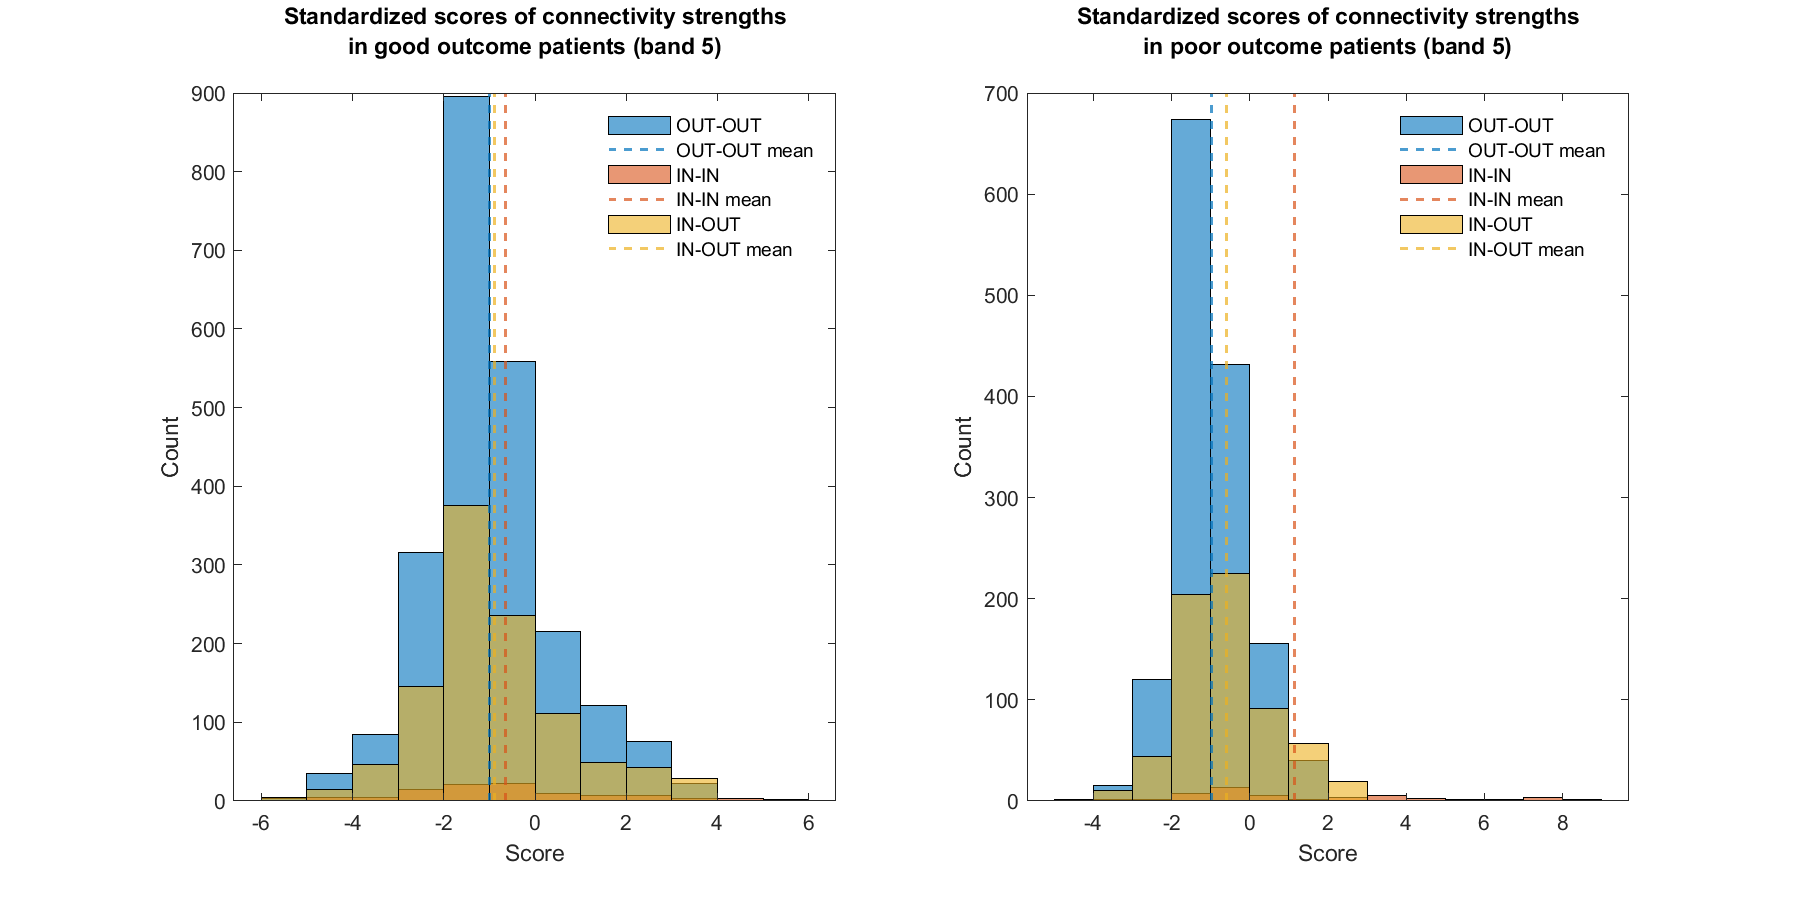 Standardized scores of connectivity strengths
in good outcome patients (band 5)
900
800
700
600
500
400
300
200
100
0
Count
-6
-4
-2
0
2
4
6
Score
OUT-OUT
OUT-OUT mean
IN-IN
IN-IN mean
IN-OUT
IN-OUT mean
Standardized scores of connectivity strengths
in poor outcome patients (band 5)
700
600
500
400
300
200
100
0
Count
-4
-2
0
2
4
6
8
Score
OUT-OUT
OUT-OUT mean
IN-IN
IN-IN mean
IN-OUT
IN-OUT mean